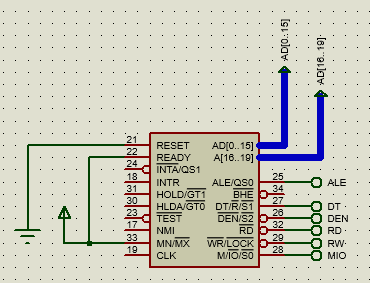 AD[0..15]
AD[16..19]
21 RESET AD[0..15]
22 READY A[16..19]
24 INTA/QS1
18 INTR ALE/QS0 25 ALE
31 HOLD/GT1 BHE 34
30 HLDA/GT0 DT/R/S1 27 DT
23 TEST DEN/S2 26 DEN
17 NMI RD 32 RD
33 MN/MX WR/LOCK 29 RW
19 CLK M/IO/S0 28 MIO